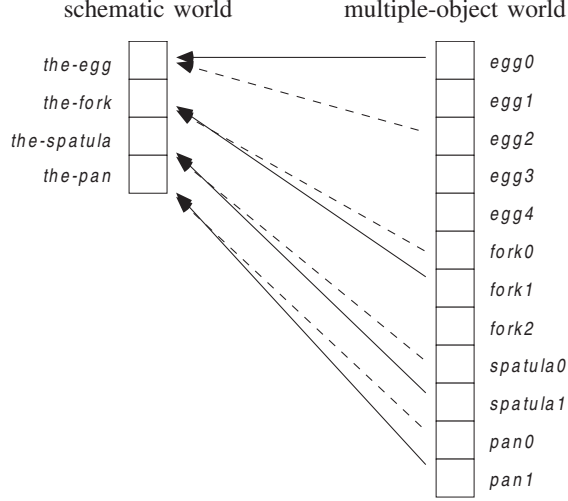 schematic world
multiple-object world
the-egg
the-fork
the-spatula
the-pan
egg0
egg1
egg2
egg3
egg4
fork0
fork1
fork2
spatula0
spatula1
pan0
pan1